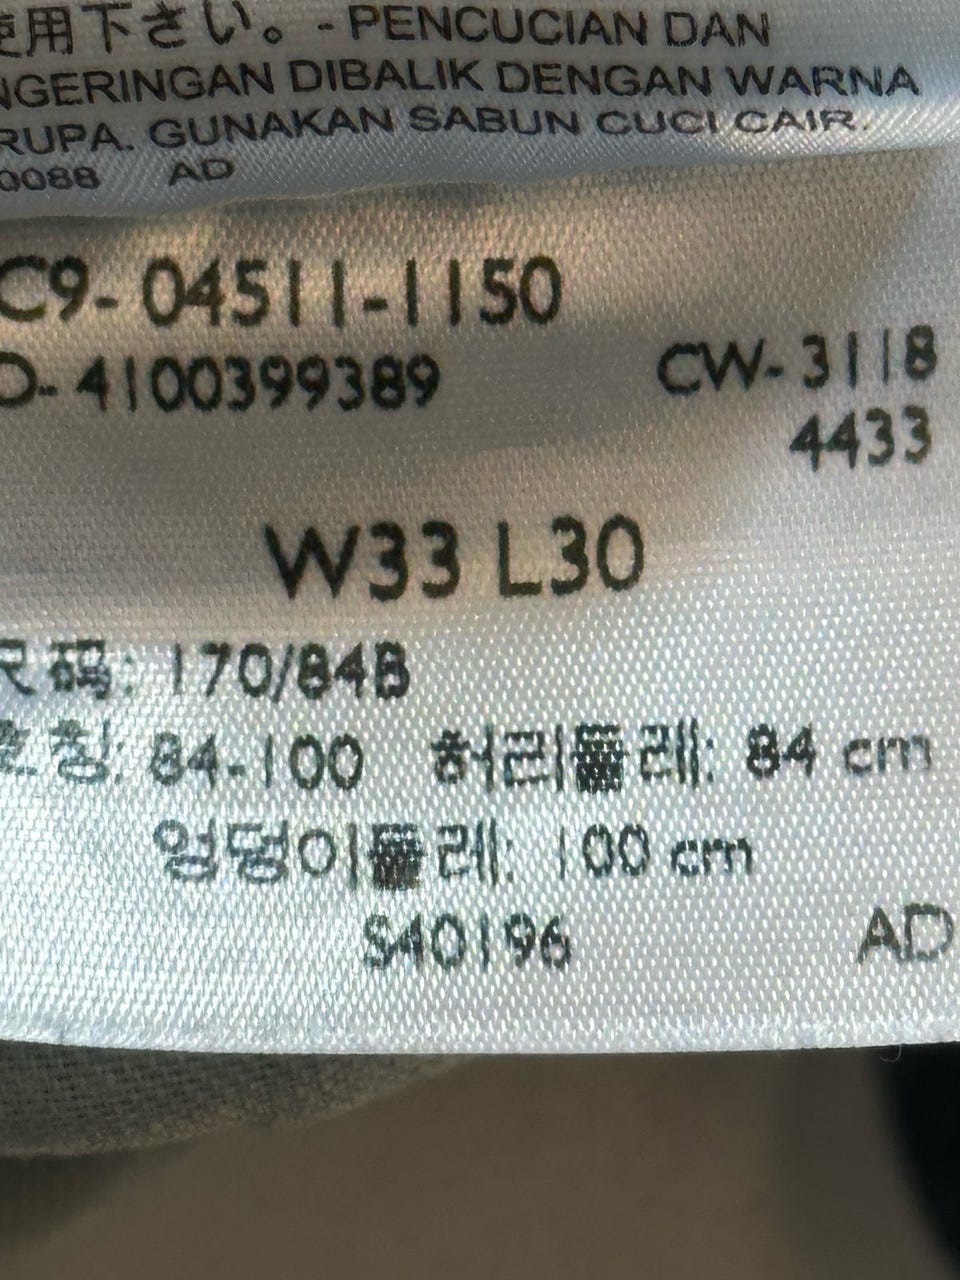 使用下さい。 - PENCUCIAN DAN
NGERINGAN DIBALIK DENGAN WARNA
RUPA. GUNAKAN SABUN CUCI CAIR.
0088 AD
C9- 04511-1150
O- 4100399389 CW- 3118
4433
W33 L30
尺码: 170/84B
호칭: 84-100 허리둘레: 84 cm
엉덩이둘레: 100 cm
S40196 AD